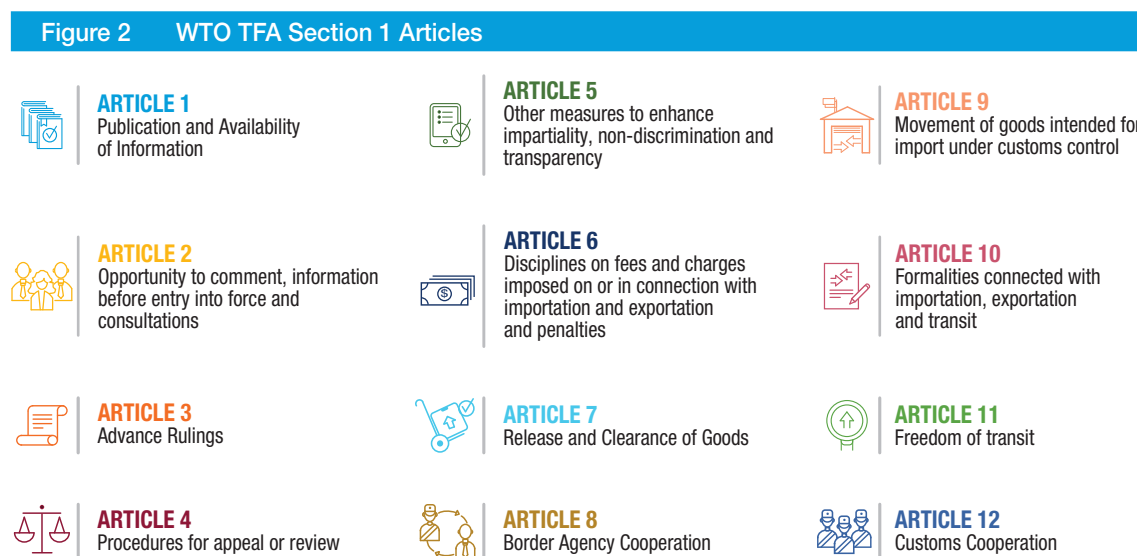 Figure 2 WTO TFA Section 1 Articles
ARTICLE 1
Publication and Availability
of Information
ARTICLE 2
Opportunity to comment, information
before entry into force and
consultations
ARTICLE 3
Advance Rulings
ARTICLE 4
Procedures for appeal or review
ARTICLE 5
Other measures to enhance
impartiality, non-discrimination and
transparency
ARTICLE 6
$
Disciplines on fees and charges
imposed on or in connection with
importation and exportation
and penalties
ARTICLE 7
Release and Clearance of Goods
ARTICLE 8
Border Agency Cooperation
ARTICLE 9
Movement of goods intended for
import under customs control
ARTICLE 10
Formalities connected with
importation, exportation
and transit
ARTICLE 11
Freedom of transit
ARTICLE 12
Customs Cooperation